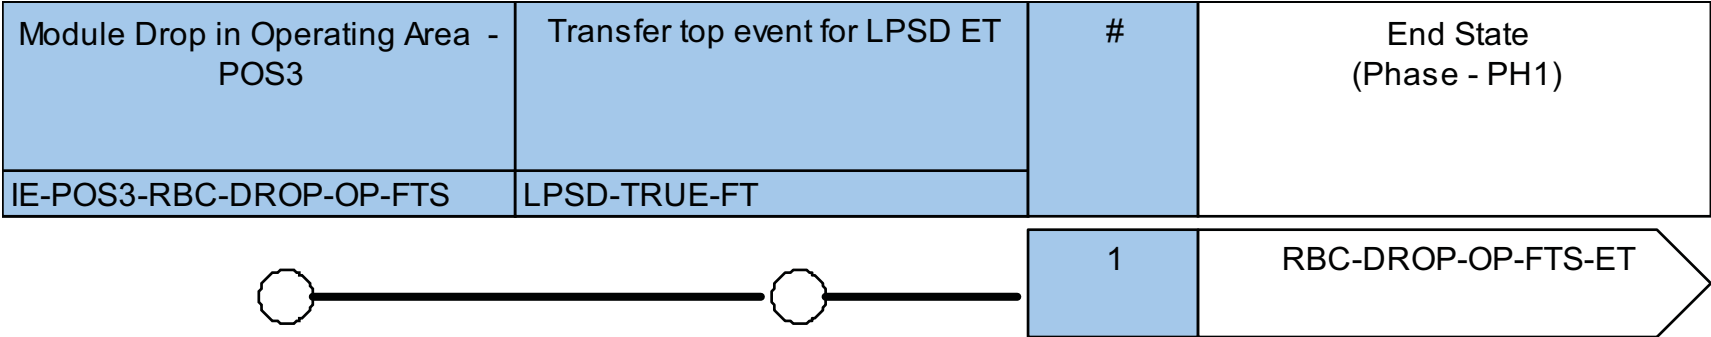 Module Drop in Operating Area -
POS3
Transfer top event for LPSD ET
#
End State
(Phase - PH1)
IE-POS3-RBC-DROP-OP-FTS
LPSD-TRUE-FT
1
RBC-DROP-OP-FTS-ET